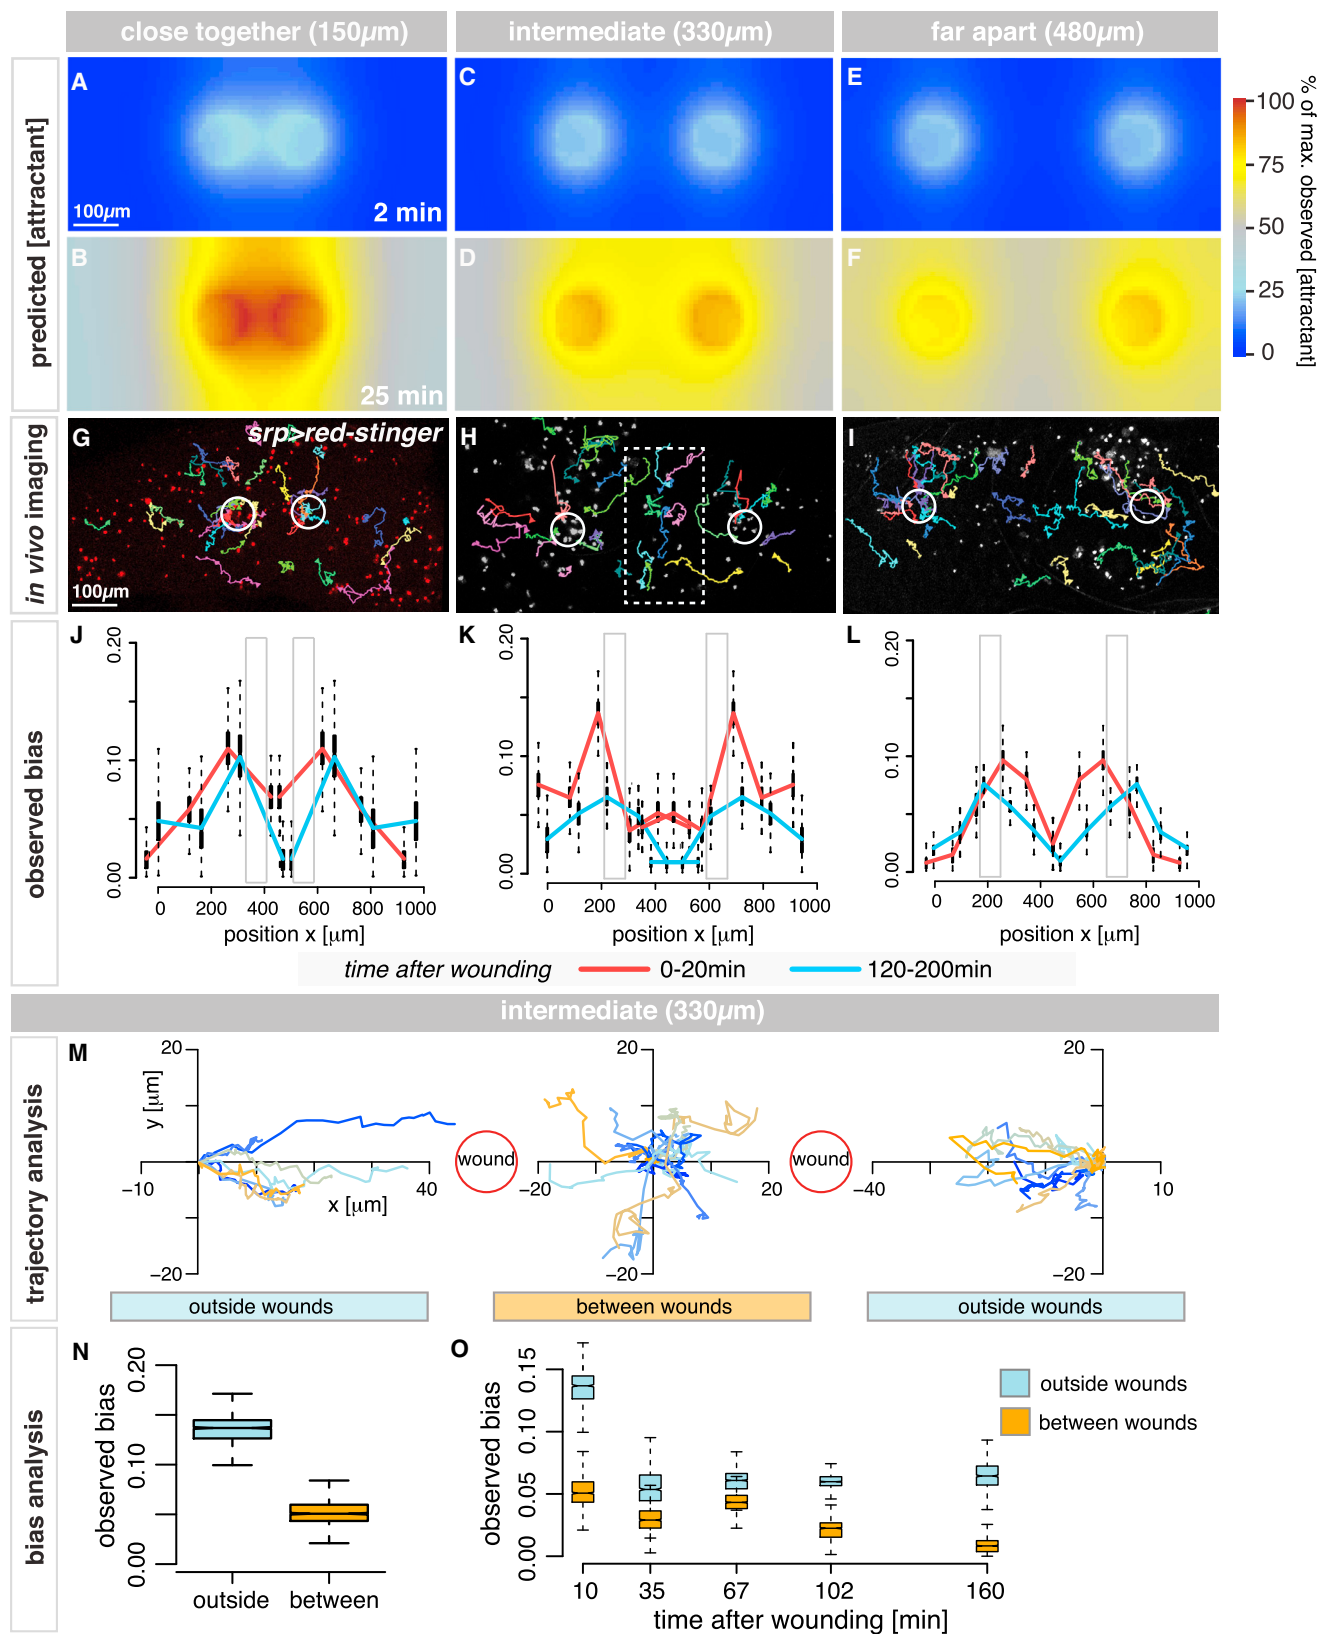 close together (150µm)
intermediate (330µm)
far apart (480µm)
predicted [attractant]
A
C
E
100µm
2 min
B
D
F
25 min
100
75
50
25
0
% of max. observed [attractant]
in vivo imaging
G
srp>red-stinger
H
I
100µm
observed bias
J
0.00
0.10
0.20
0 200 400 600 800 1000
position x [µm]
K
0.00
0.10
0.20
0 200 400 600 800 1000
position x [µm]
L
0.00
0.10
0.20
0 200 400 600 800 1000
position x [µm]
time after wounding 0-20min 120-200min
intermediate (330µm)
trajectory analysis
M
20
y [µm]
−10
40
x [µm]
−20
wound
20
−20
20
−20
wound
−40
10
20
−20
outside wounds
between wounds
outside wounds
bias analysis
N
observed bias
0.00
0.10
0.20
outside between
O
observed bias
0.00
0.05
0.10
0.15
10 35 67 102 160
time after wounding [min]
outside wounds
between wounds